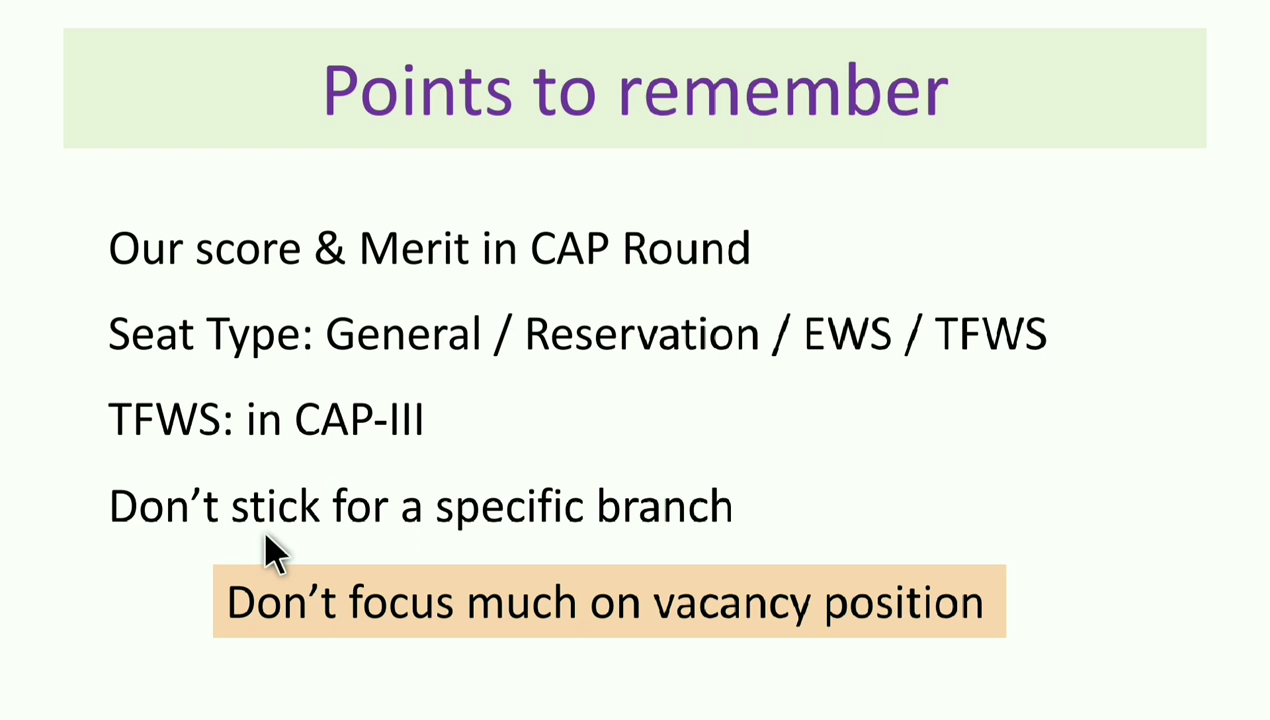 Points to remember
Our score & Merit in CAP Round
Seat Type: General / Reservation / EWS / TFWS
TFWS: in CAP-III
Don’t stick for a specific branch
Don’t focus much on vacancy position